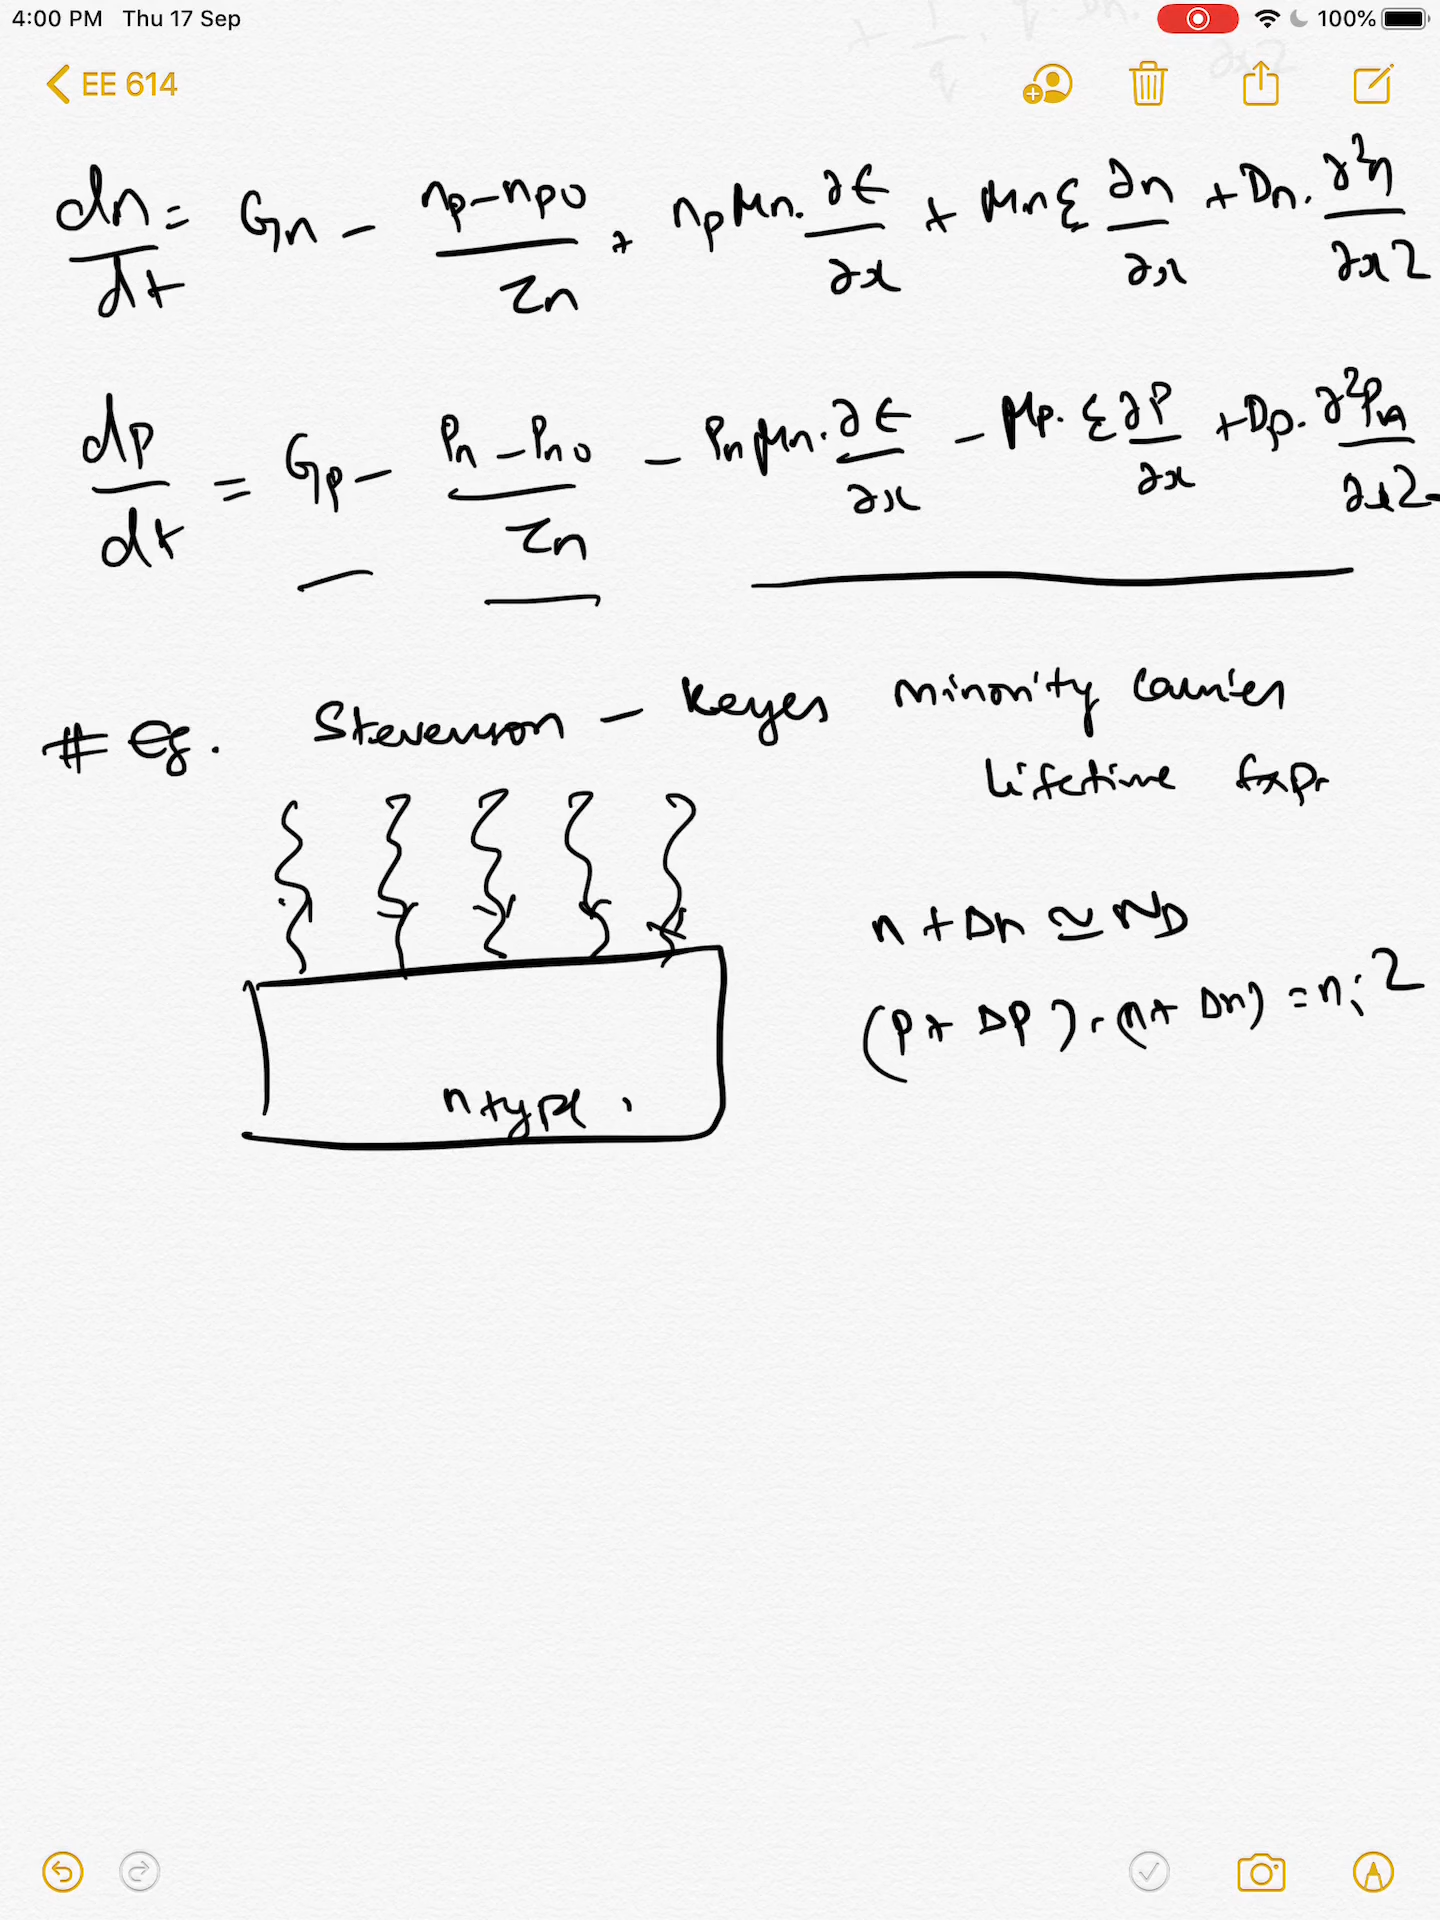 4:00 PM Thu 17 Sep 100%
EE 614
dn/dt = Gn - (np - npo)/τn + npμn. ∂ε/∂x + μnε ∂n/∂x + Dn. ∂²n/∂x2
dp/dt = Gp - (Pn - Pno)/τn - Pnμn. ∂ε/∂x - μp. ε ∂P/∂x + Dp. ∂²Pn/∂x2
# Eg. Stevenson - Keyes minority carrier
Lifetime Expr
n + Δn ≃ ND
(P + ΔP). (n + Δn) = ni2
n type.